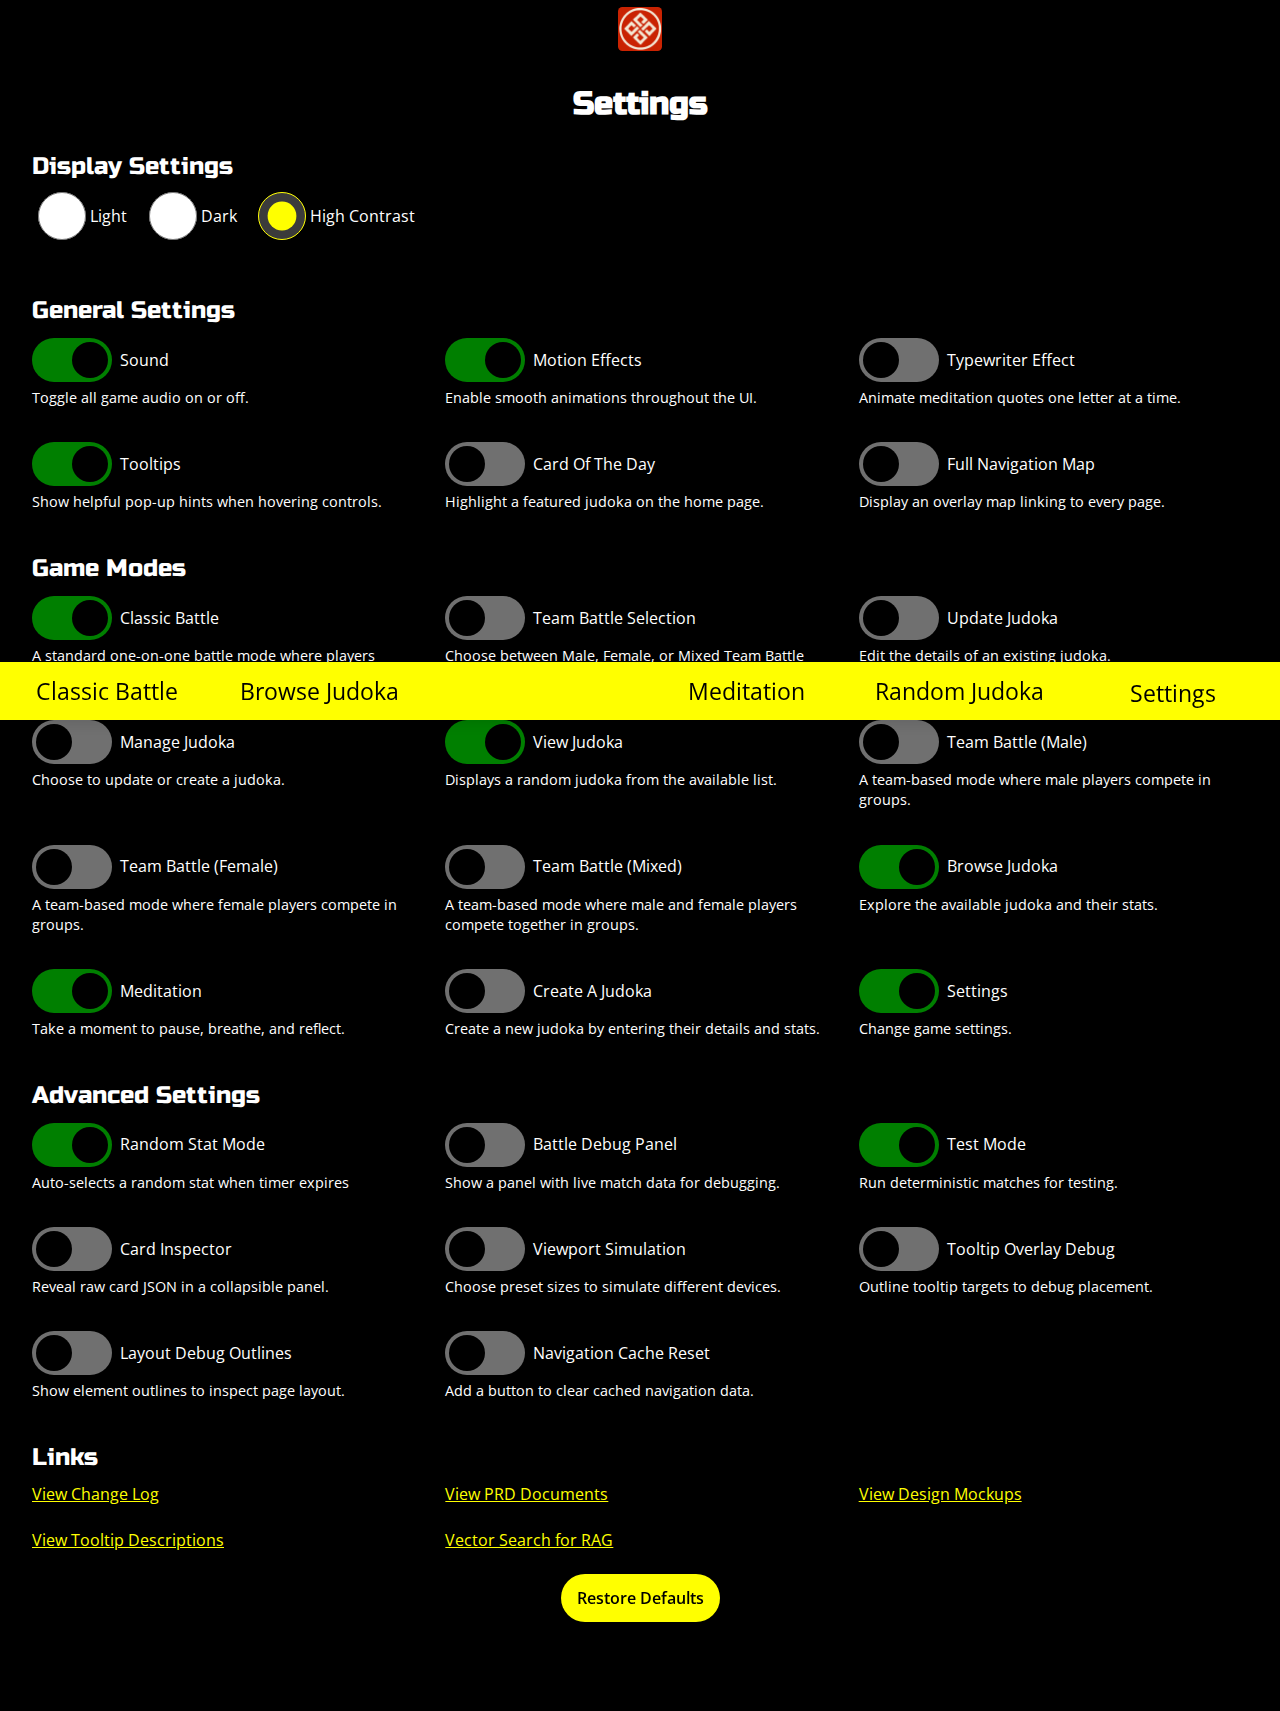 Settings
Display Settings
Light
Dark
High Contrast
General Settings
Sound
Toggle all game audio on or off.
Motion Effects
Enable smooth animations throughout the UI.
Typewriter Effect
Animate meditation quotes one letter at a time.
Tooltips
Show helpful pop-up hints when hovering controls.
Card Of The Day
Highlight a featured judoka on the home page.
Full Navigation Map
Display an overlay map linking to every page.
Game Modes
Classic Battle
A standard one-on-one battle mode where players
Team Battle Selection
Choose between Male, Female, or Mixed Team Battle
Update Judoka
Edit the details of an existing judoka.
Classic Battle
Browse Judoka
Meditation
Random Judoka
Settings
Manage Judoka
Choose to update or create a judoka.
View Judoka
Displays a random judoka from the available list.
Team Battle (Male)
A team-based mode where male players compete in
groups.
Team Battle (Female)
A team-based mode where female players compete in
groups.
Team Battle (Mixed)
A team-based mode where male and female players
compete together in groups.
Browse Judoka
Explore the available judoka and their stats.
Meditation
Take a moment to pause, breathe, and reflect.
Create A Judoka
Create a new judoka by entering their details and stats.
Settings
Change game settings.
Advanced Settings
Random Stat Mode
Auto-selects a random stat when timer expires
Battle Debug Panel
Show a panel with live match data for debugging.
Test Mode
Run deterministic matches for testing.
Card Inspector
Reveal raw card JSON in a collapsible panel.
Viewport Simulation
Choose preset sizes to simulate different devices.
Tooltip Overlay Debug
Outline tooltip targets to debug placement.
Layout Debug Outlines
Show element outlines to inspect page layout.
Navigation Cache Reset
Add a button to clear cached navigation data.
Links
View Change Log
View PRD Documents
View Design Mockups
View Tooltip Descriptions
Vector Search for RAG
Restore Defaults